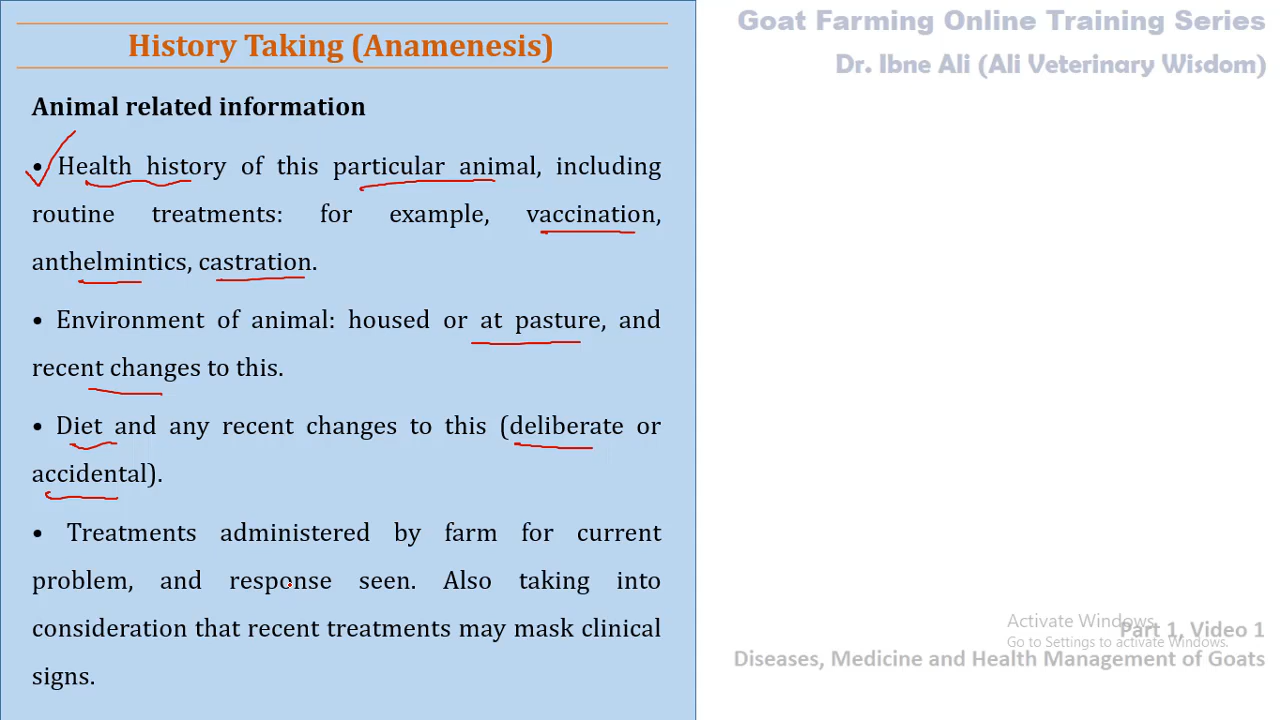 History Taking (Anamenesis)
Animal related information
• Health history of this particular animal, including
routine treatments: for example, vaccination,
anthelmintics, castration.
• Environment of animal: housed or at pasture, and
recent changes to this.
• Diet and any recent changes to this (deliberate or
accidental).
• Treatments administered by farm for current
problem, and response seen. Also taking into
consideration that recent treatments may mask clinical
signs.
Goat Farming Online Training Series
Dr. Ibne Ali (Ali Veterinary Wisdom)
Activate Windows
Part 1, Video 1
Go to Settings to activate Windows.
Diseases, Medicine and Health Management of Goats